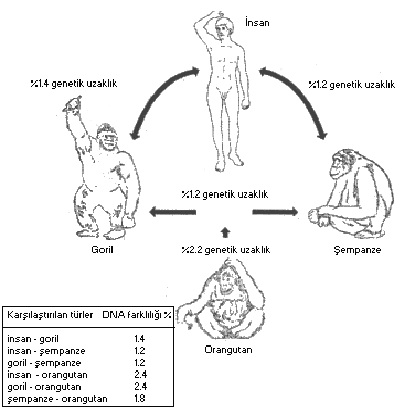 İnsan
%1.4 genetik uzaklık
%1.2 genetik uzaklık
%1.2 genetik uzaklık
Goril
Şempanze
%2.2 genetik uzaklık
Orangutan
Karşılaştırılan türler DNA farklılığı %
insan - goril 1.4
insan - şempanze 1.2
goril - şempanze 1.2
insan - orangutan 2.4
goril - orangutan 2.4
şempanze - orangutan 1.8